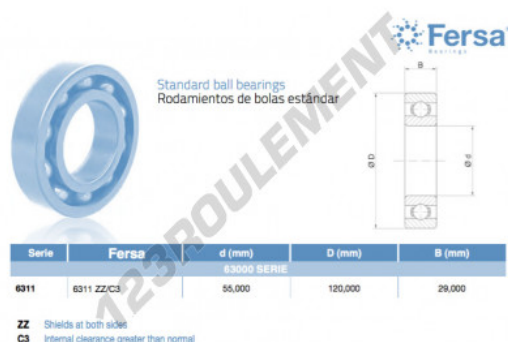 Fersa
Bearings
Standard ball bearings
Rodamientos de bolas estándar
B
Ø D
Ø d
123ROULEMENT
Serie Fersa d (mm) D (mm) B (mm)
63000 SERIE
6311 6311 ZZ/C3 55,000 120,000 29,000
ZZ Shields at both sides
C3 Internal clearance greater than normal